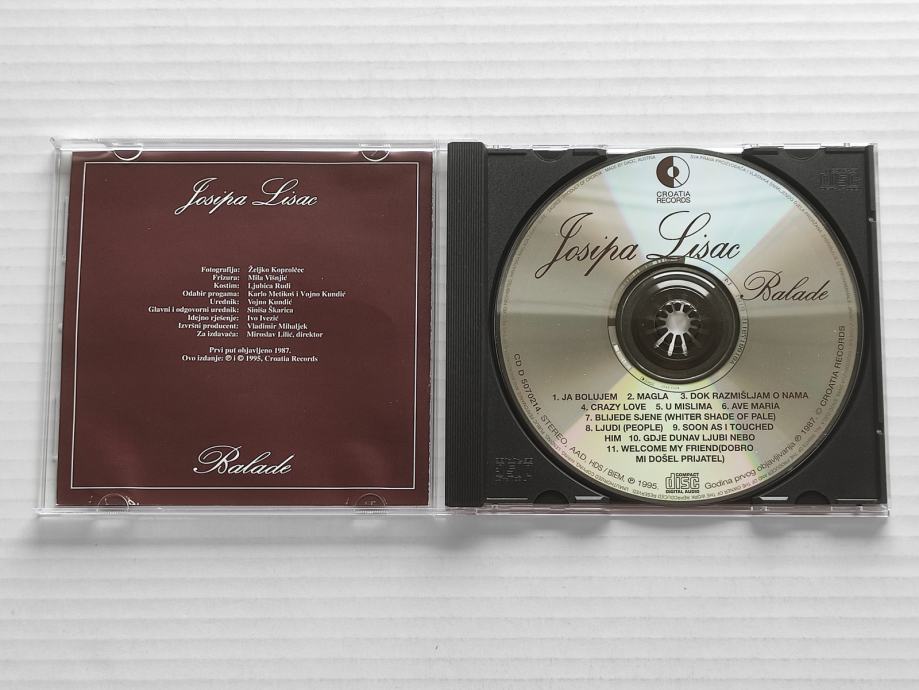 Josipa Lisac
Fotografija: Željko Koprolčec
Frizura: Mila Višnjić
Kostim: Ljubica Rudi
Odabir progama: Karlo Metikoš i Vojno Kundić
Urednik: Vojno Kundić
Glavni i odgovorni urednik: Siniša Škarica
Idejno rješenje: Ivo Ivezić
Izvršni producent: Vladimir Mihaljek
Za izdavača: Miroslav Lilić, direktor
Prvi put objavljeno 1987.
Ovo izdanje: ℗ i © 1995, Croatia Records
Balade
CROATIA
RECORDS
Josipa Lisac
Balade
1. JA BOLUJEM 2. MAGLA 3. DOK RAZMIŠLJAM O NAMA
4. CRAZY LOVE 5. U MISLIMA 6. AVE MARIA
7. BLIJEDE SJENE (WHITER SHADE OF PALE)
8. LJUDI (PEOPLE) 9. SOON AS I TOUCHED
HIM 10. GDJE DUNAV LJUBI NEBO
11. WELCOME MY FRIEND(DOBRO
MI DOŠEL PRIJATEL)
COMPACT
disc
DIGITAL AUDIO
CD D 5070214. STEREO, AAD, HDS / BIEM, ℗ 1995. Godina prvog objavljivanja ℗ 1987. © CROATIA RECORDS